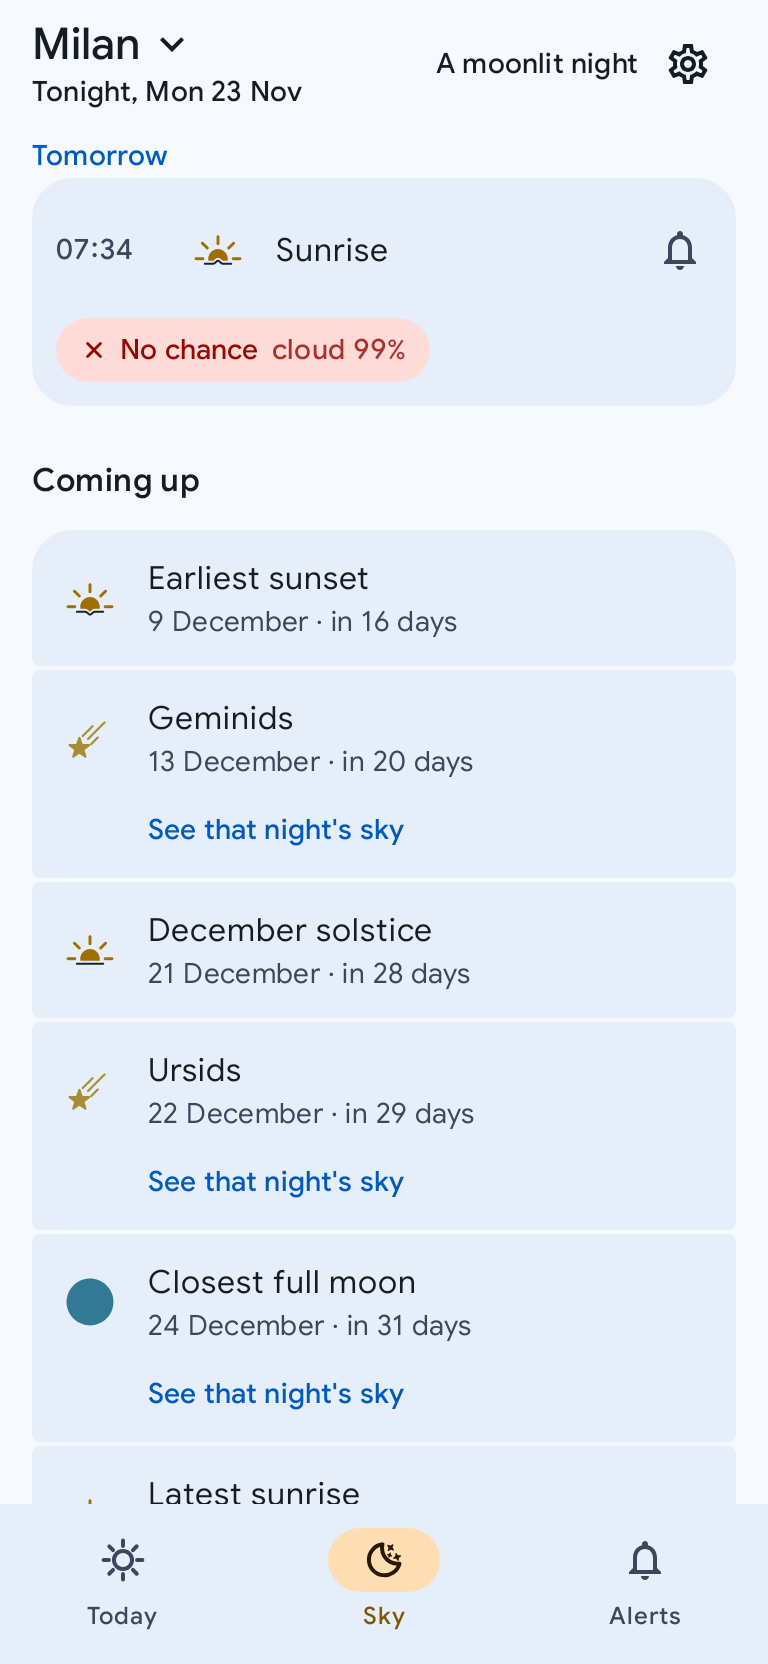 Milan
Tonight, Mon 23 Nov
A moonlit night
Tomorrow
07:34
Sunrise
No chance cloud 99%
Coming up
Earliest sunset
9 December · in 16 days
Geminids
13 December · in 20 days
See that night's sky
December solstice
21 December · in 28 days
Ursids
22 December · in 29 days
See that night's sky
Closest full moon
24 December · in 31 days
See that night's sky
Latest sunrise
Today
Sky
Alerts